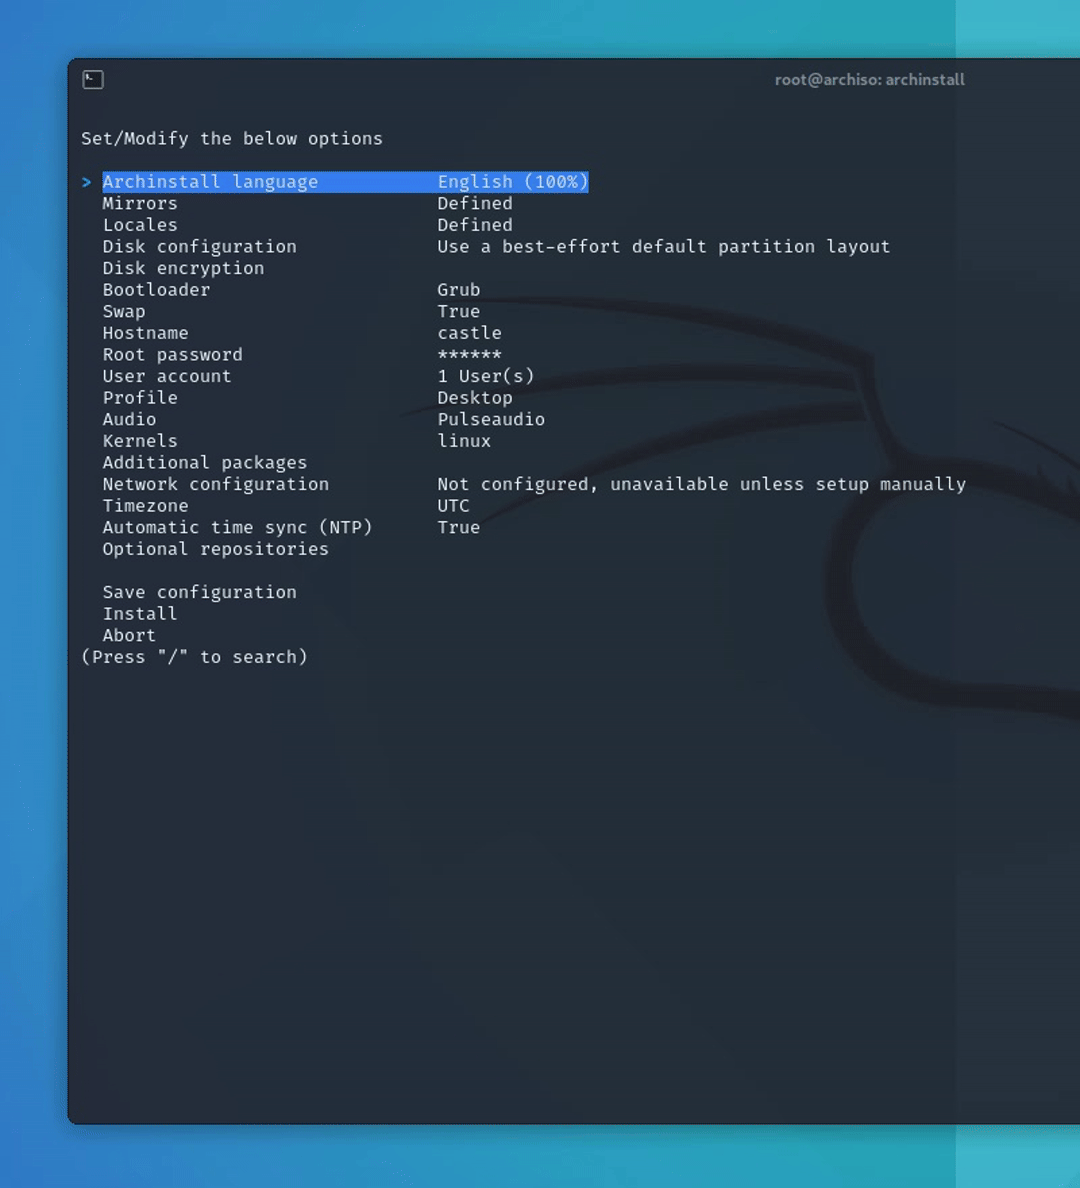 root@archiso: archinstall
Set/Modify the below options
> Archinstall language English (100%)
Mirrors Defined
Locales Defined
Disk configuration Use a best-effort default partition layout
Disk encryption
Bootloader Grub
Swap True
Hostname castle
Root password ******
User account 1 User(s)
Profile Desktop
Audio Pulseaudio
Kernels linux
Additional packages
Network configuration Not configured, unavailable unless setup manually
Timezone UTC
Automatic time sync (NTP) True
Optional repositories
Save configuration
Install
Abort
(Press "/" to search)